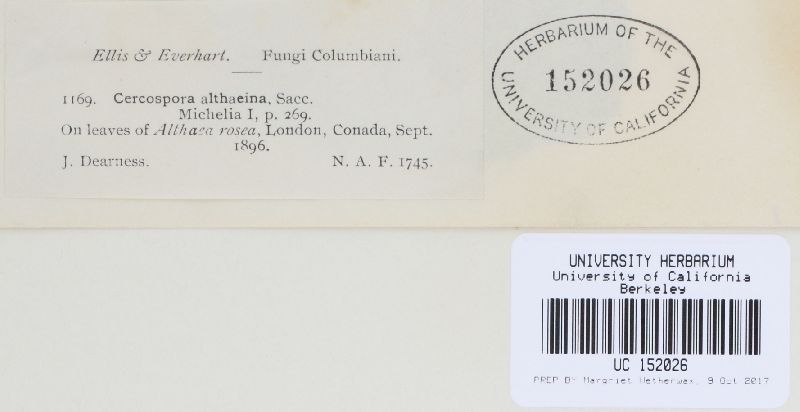 Ellis & Everhart. Fungi Columbiani.
1169. Cercospora althaeina, Sacc.
Michelia I, p. 269.
On leaves of Althaea rosea, London, Conada, Sept.
1896.
J. Dearness. N. A. F. 1745.
HERBARIUM OF THE
152026
UNIVERSITY OF CALIFORNIA
UNIVERSITY HERBARIUM
University of California
Berkeley
UC 152026
PREP BY Margriet Wetherwax, 9 Oct 2017